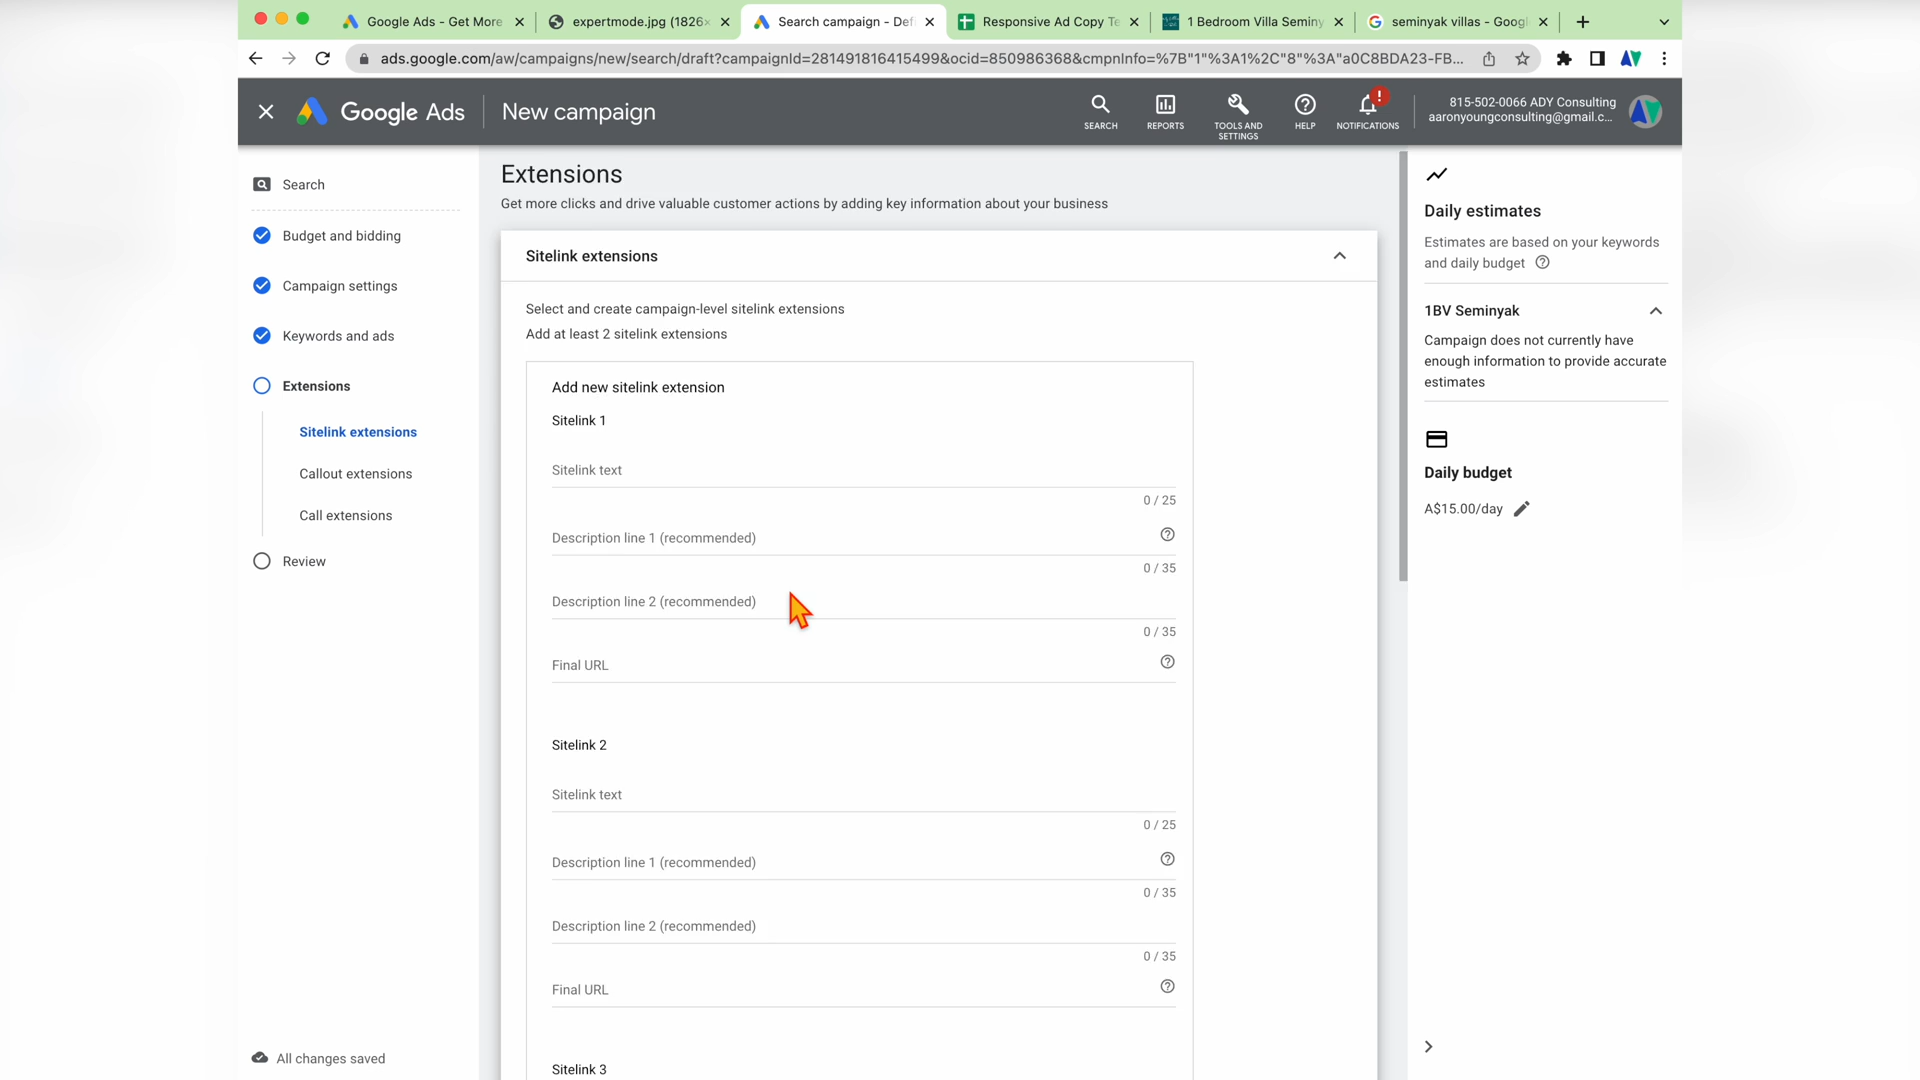 Google Ads - Get More
expertmode.jpg (1826×
Search campaign - Def
Responsive Ad Copy Te
1 Bedroom Villa Seminy
seminyak villas - Googl
ads.google.com/aw/campaigns/new/search/draft?campaignId=281491816415499&ocid=850986368&cmpnInfo=%7B"1"%3A1%2C"8"%3A"a0C8BDA23-FB...
Google Ads
New campaign
SEARCH
REPORTS
TOOLS AND
SETTINGS
HELP
!
NOTIFICATIONS
815-502-0066 ADY Consulting
aaronyoungconsulting@gmail.c...
Search
Budget and bidding
Campaign settings
Keywords and ads
Extensions
Sitelink extensions
Callout extensions
Call extensions
Review
All changes saved
Extensions
Get more clicks and drive valuable customer actions by adding key information about your business
Sitelink extensions
Select and create campaign-level sitelink extensions
Add at least 2 sitelink extensions
Add new sitelink extension
Sitelink 1
Sitelink text
0 / 25
Description line 1 (recommended)
0 / 35
Description line 2 (recommended)
0 / 35
Final URL
Sitelink 2
Sitelink text
0 / 25
Description line 1 (recommended)
0 / 35
Description line 2 (recommended)
0 / 35
Final URL
Sitelink 3
Daily estimates
Estimates are based on your keywords
and daily budget
1BV Seminyak
Campaign does not currently have
enough information to provide accurate
estimates
Daily budget
A$15.00/day